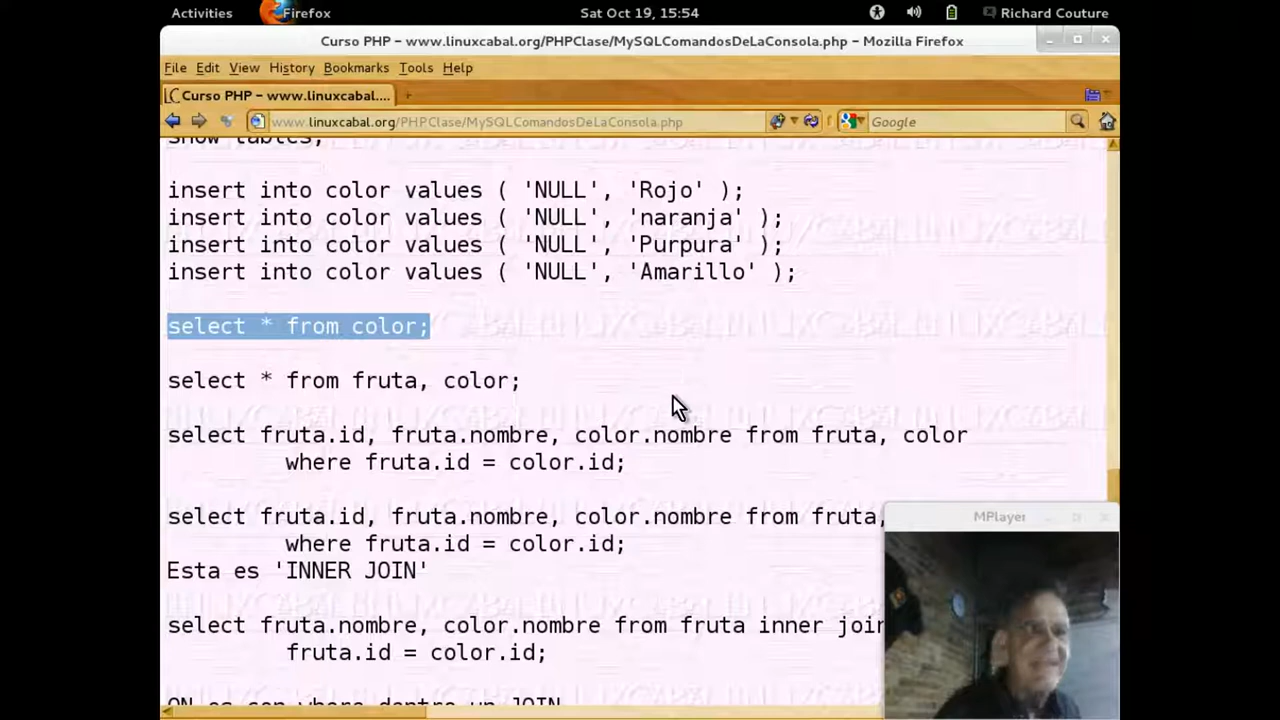 Activities Firefox Sat Oct 19, 15:54 Richard Couture
Curso PHP - www.linuxcabal.org/PHPClase/MySQLComandosDeLaConsola.php - Mozilla Firefox
File Edit View History Bookmarks Tools Help
Curso PHP - www.linuxcabal.org....
www.linuxcabal.org/PHPClase/MySQLComandosDeLaConsola.php Google
show tables;
insert into color values ( 'NULL', 'Rojo' );
insert into color values ( 'NULL', 'naranja' );
insert into color values ( 'NULL', 'Purpura' );
insert into color values ( 'NULL', 'Amarillo' );
select * from color;
select * from fruta, color;
select fruta.id, fruta.nombre, color.nombre from fruta, color
where fruta.id = color.id;
select fruta.id, fruta.nombre, color.nombre from fruta,
where fruta.id = color.id;
Esta es 'INNER JOIN'
select fruta.nombre, color.nombre from fruta inner join
fruta.id = color.id;
MPlayer